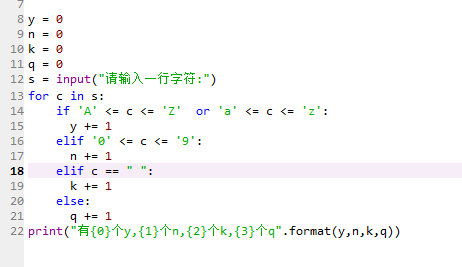 7
8 y = 0
9 n = 0
10 k = 0
11 q = 0
12 s = input("请输入一行字符:")
13 for c in s:
14     if 'A' <= c <= 'Z'  or 'a' <= c <= 'z':
15       y += 1
16     elif '0' <= c <= '9':
17       n += 1
18     elif c == " ":
19       k += 1
20     else:
21       q += 1
22 print("有{0}个y,{1}个n,{2}个k,{3}个q".format(y,n,k,q))